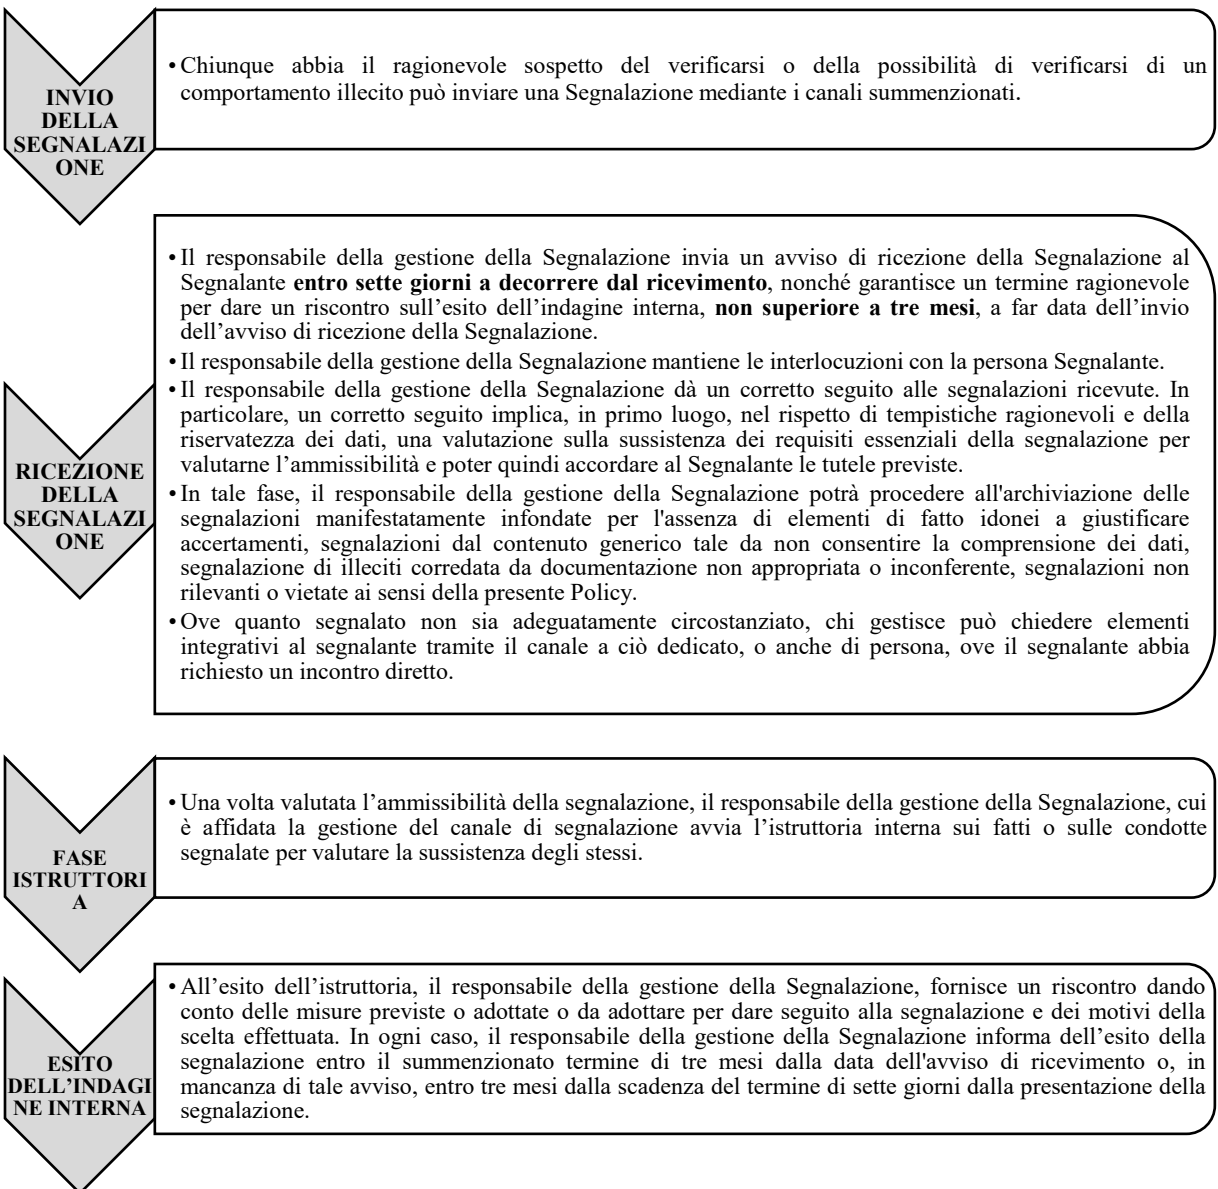 INVIO
DELLA
SEGNALAZI
ONE
•Chiunque abbia il ragionevole sospetto del verificarsi o della possibilità di verificarsi di un
comportamento illecito può inviare una Segnalazione mediante i canali summenzionati.
RICEZIONE
DELLA
SEGNALAZI
ONE
•Il responsabile della gestione della Segnalazione invia un avviso di ricezione della Segnalazione al
Segnalante entro sette giorni a decorrere dal ricevimento, nonché garantisce un termine ragionevole
per dare un riscontro sull’esito dell’indagine interna, non superiore a tre mesi, a far data dell’invio
dell’avviso di ricezione della Segnalazione.
•Il responsabile della gestione della Segnalazione mantiene le interlocuzioni con la persona Segnalante.
•Il responsabile della gestione della Segnalazione dà un corretto seguito alle segnalazioni ricevute. In
particolare, un corretto seguito implica, in primo luogo, nel rispetto di tempistiche ragionevoli e della
riservatezza dei dati, una valutazione sulla sussistenza dei requisiti essenziali della segnalazione per
valutarne l’ammissibilità e poter quindi accordare al Segnalante le tutele previste.
•In tale fase, il responsabile della gestione della Segnalazione potrà procedere all'archiviazione delle
segnalazioni manifestatamente infondate per l'assenza di elementi di fatto idonei a giustificare
accertamenti, segnalazioni dal contenuto generico tale da non consentire la comprensione dei dati,
segnalazione di illeciti corredata da documentazione non appropriata o inconferente, segnalazioni non
rilevanti o vietate ai sensi della presente Policy.
•Ove quanto segnalato non sia adeguatamente circostanziato, chi gestisce può chiedere elementi
integrativi al segnalante tramite il canale a ciò dedicato, o anche di persona, ove il segnalante abbia
richiesto un incontro diretto.
FASE
ISTRUTTORI
A
•Una volta valutata l’ammissibilità della segnalazione, il responsabile della gestione della Segnalazione, cui
è affidata la gestione del canale di segnalazione avvia l’istruttoria interna sui fatti o sulle condotte
segnalate per valutare la sussistenza degli stessi.
ESITO
DELL’INDAGI
NE INTERNA
•All’esito dell’istruttoria, il responsabile della gestione della Segnalazione, fornisce un riscontro dando
conto delle misure previste o adottate o da adottare per dare seguito alla segnalazione e dei motivi della
scelta effettuata. In ogni caso, il responsabile della gestione della Segnalazione informa dell’esito della
segnalazione entro il summenzionato termine di tre mesi dalla data dell'avviso di ricevimento o, in
mancanza di tale avviso, entro tre mesi dalla scadenza del termine di sette giorni dalla presentazione della
segnalazione.